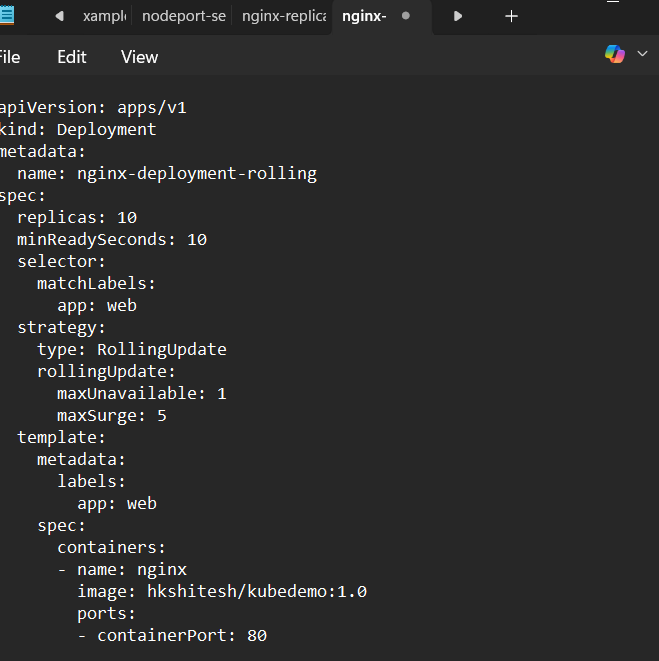 xampl
nodeport-se
nginx-replica
nginx-
File Edit View
apiVersion: apps/v1
kind: Deployment
metadata:
  name: nginx-deployment-rolling
spec:
  replicas: 10
  minReadySeconds: 10
  selector:
    matchLabels:
      app: web
  strategy:
    type: RollingUpdate
    rollingUpdate:
      maxUnavailable: 1
      maxSurge: 5
  template:
    metadata:
      labels:
        app: web
    spec:
      containers:
      - name: nginx
        image: hkshitesh/kubedemo:1.0
        ports:
        - containerPort: 80